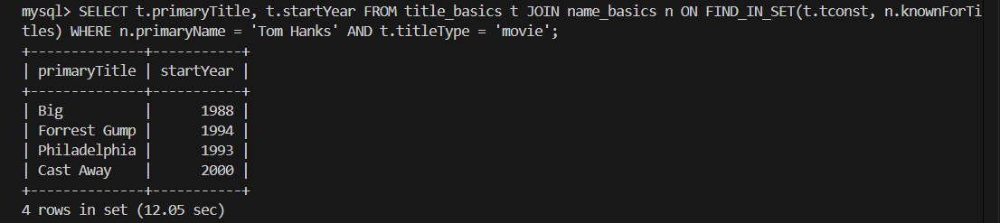 mysql> SELECT t.primaryTitle, t.startYear FROM title_basics t JOIN name_basics n ON FIND_IN_SET(t.tconst, n.knownForTi
tles) WHERE n.primaryName = 'Tom Hanks' AND t.titleType = 'movie';
+--------------+-----------+
| primaryTitle | startYear |
+--------------+-----------+
| Big          |      1988 |
| Forrest Gump |      1994 |
| Philadelphia |      1993 |
| Cast Away    |      2000 |
+--------------+-----------+
4 rows in set (12.05 sec)